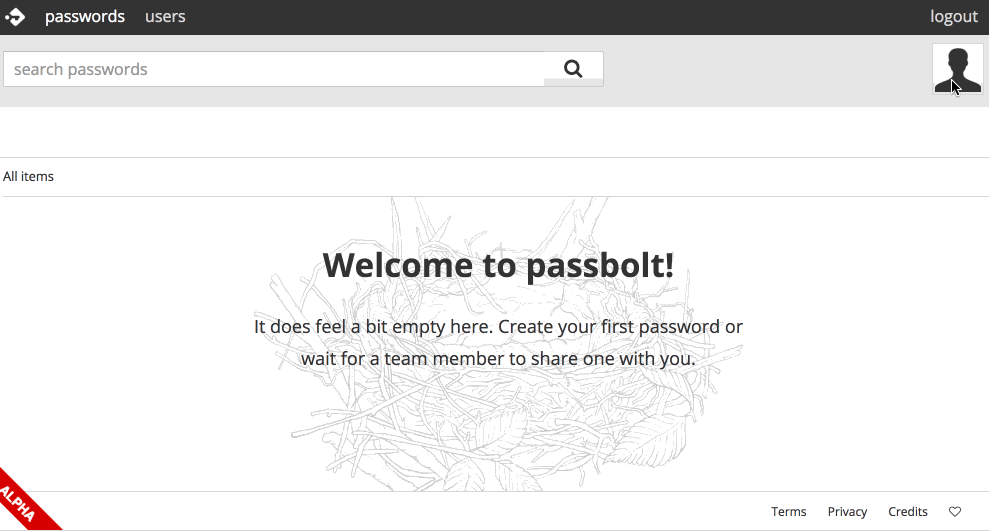 passwords users logout
search passwords
All items
Welcome to passbolt!
It does feel a bit empty here. Create your first password or
wait for a team member to share one with you.
ALPHA
Terms Privacy Credits